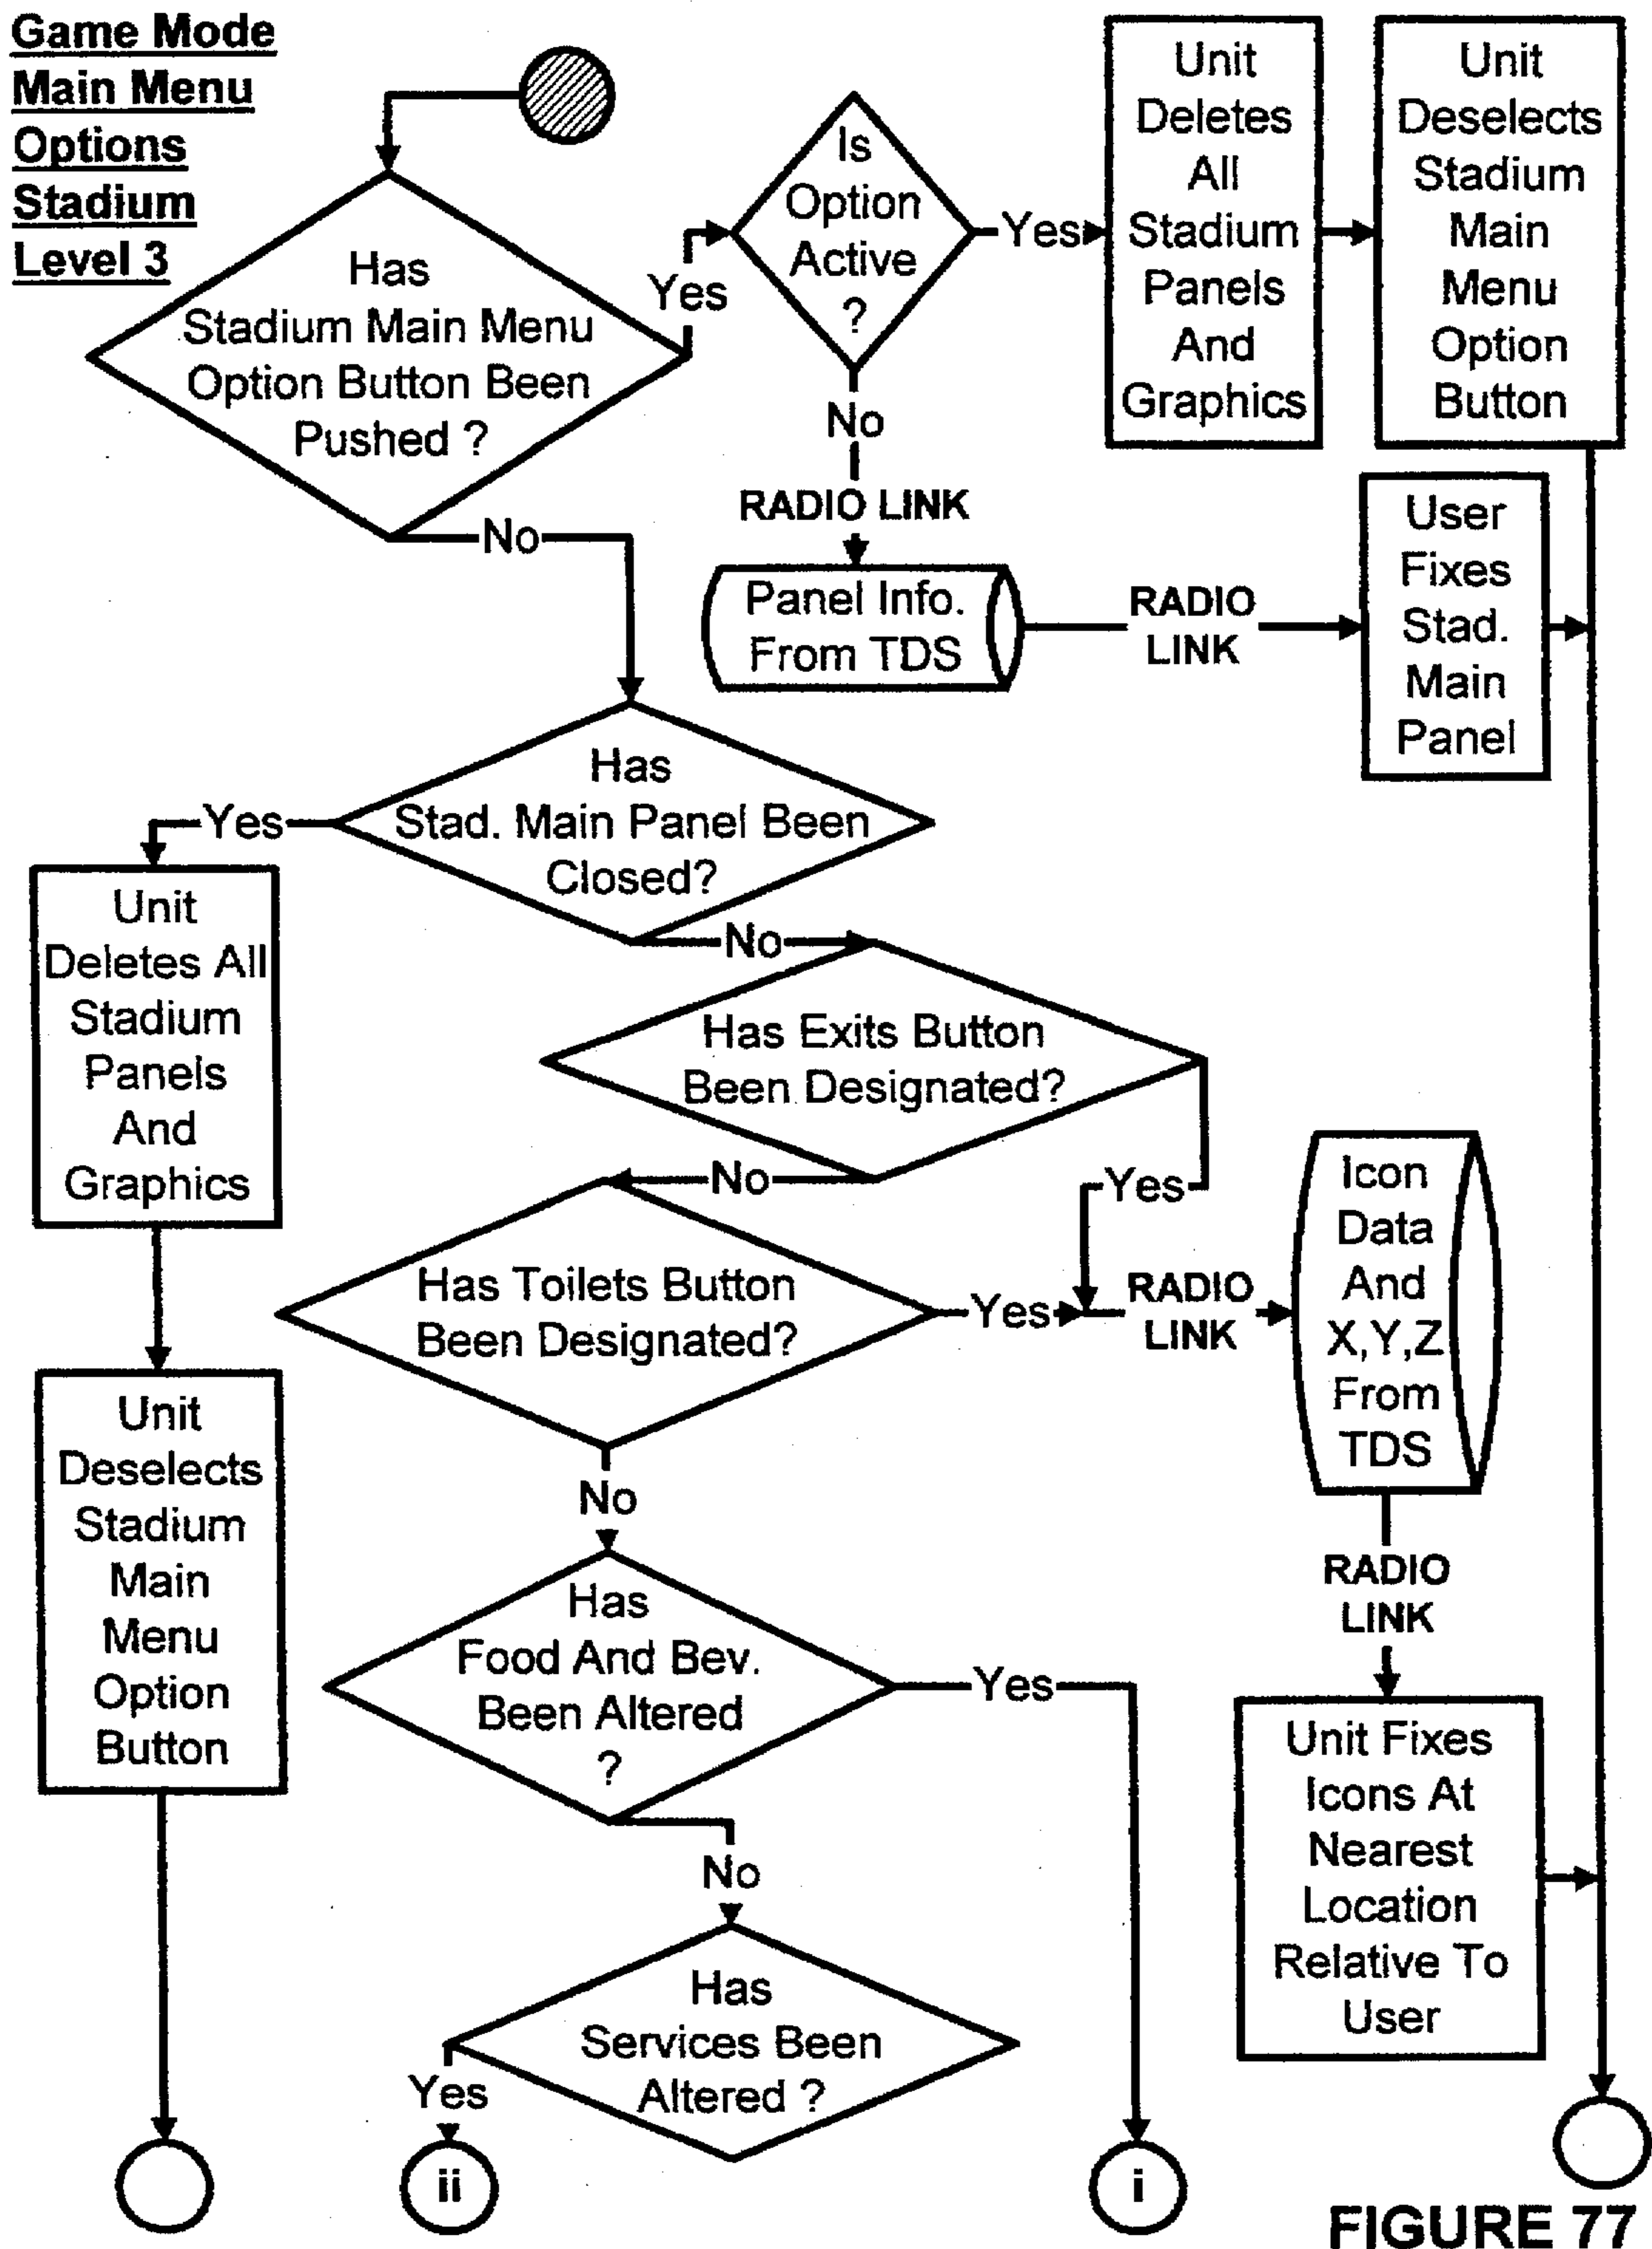 Game Mode
Main Menu
Options
Stadium
Level 3
Has
Stadium Main Menu
Option Button Been
Pushed ?
Yes
No
Is
Option
Active
?
Yes
No
Unit
Deletes
All
Stadium
Panels
And
Graphics
Unit
Deselects
Stadium
Main
Menu
Option
Button
RADIO LINK
Panel Info.
From TDS
RADIO
LINK
User
Fixes
Stad.
Main
Panel
Has
Stad. Main Panel Been
Closed?
Yes
No
Unit
Deletes All
Stadium
Panels
And
Graphics
Unit
Deselects
Stadium
Main
Menu
Option
Button
Has Exits Button
Been Designated?
Yes
No
Has Toilets Button
Been Designated?
Yes
No
RADIO
LINK
Icon
Data
And
X,Y,Z
From
TDS
RADIO
LINK
Unit Fixes
Icons At
Nearest
Location
Relative To
User
Has
Food And Bev.
Been Altered
?
Yes
No
Has
Services Been
Altered ?
Yes
ii
i
FIGURE 77